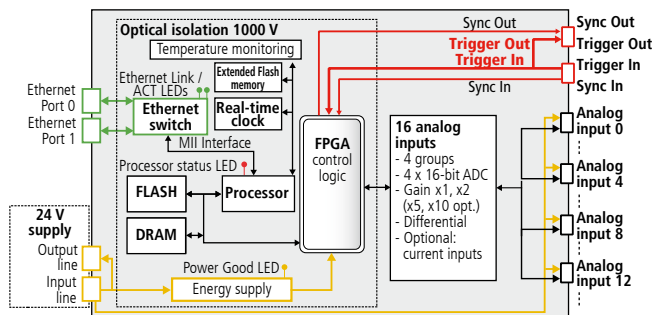 Optical isolation 1000 V
Temperature monitoring
Extended Flash
memory
Real-time
clock
Ethernet Link /
ACT LEDs
Ethernet
Port 0
Ethernet
Port 1
Ethernet
switch
MII Interface
Processor status LED
FLASH
Processor
DRAM
FPGA
control
logic
24 V
supply
Output
line
Input
line
Power Good LED
Energy supply
Sync Out
Trigger Out
Trigger In
Sync In
16 analog
inputs
- 4 groups
- 4 x 16-bit ADC
- Gain x1, x2
(x5, x10 opt.)
- Differential
- Optional:
current inputs
Sync Out
Trigger Out
Trigger In
Sync In
Analog
input 0
Analog
input 4
Analog
input 8
Analog
input 12